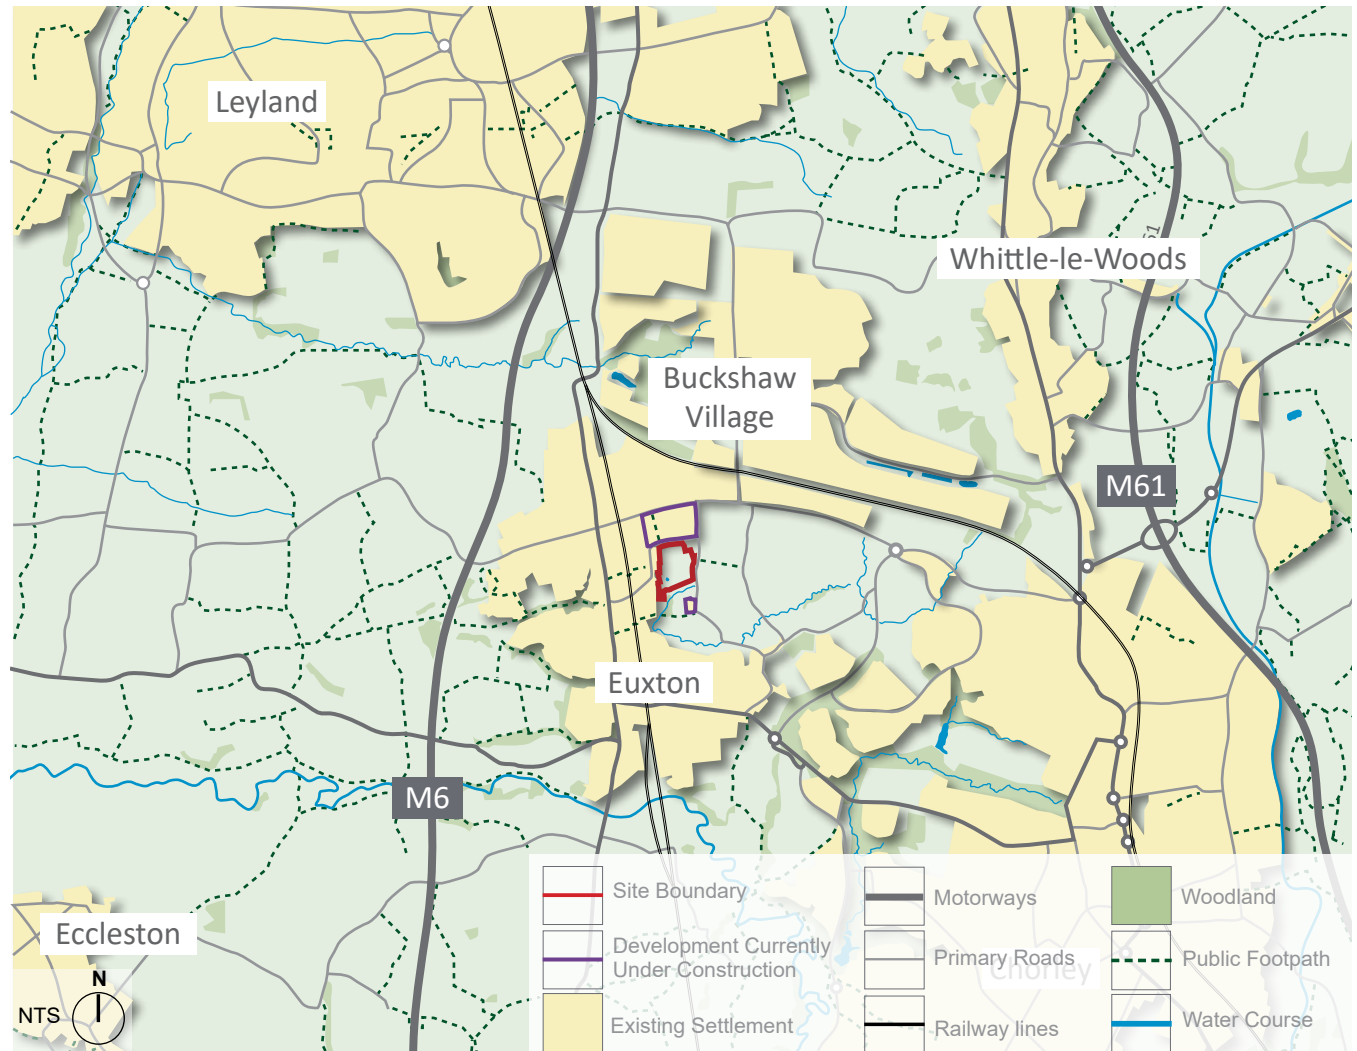 Leyland
Whittle-le-Woods
61
Buckshaw
Village
M61
Euxton
M6
Eccleston
N
NTS
Site Boundary
Development Currently
Under Construction
Existing Settlement
Motorways
Primary Roads
Chorley
Railway lines
Woodland
Public Footpath
Water Course